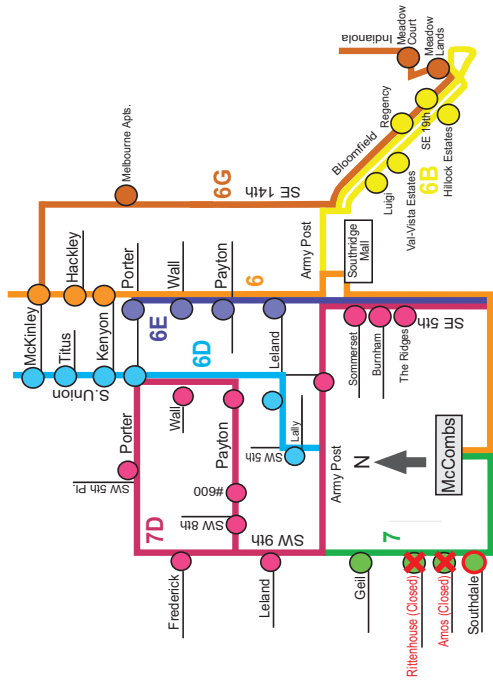 McKinley
Titus
Hackley
Kenyon
S.Union
Porter
Wall
Payton
Leland
6E
6
6D
6G
Melbourne Apts.
SE 14th
Porter
SW 5th Pl.
Wall
Payton
#600
SW 8th
7D
SW 5th
Lally
SW 9th
Army Post
Frederick
Leland
Army Post
Southridge
Mall
Bloomfield
Regency
SE 19th
Luigi
Val-Vista Estates
6B
Hillock Estates
Indianola
Meadow
Court
Meadow
Lands
Sommerset
Burnham
The Ridges
SE 5th
N
McCombs
7
Geil
Rittenhouse (Closed)
Amos (Closed)
Southdale